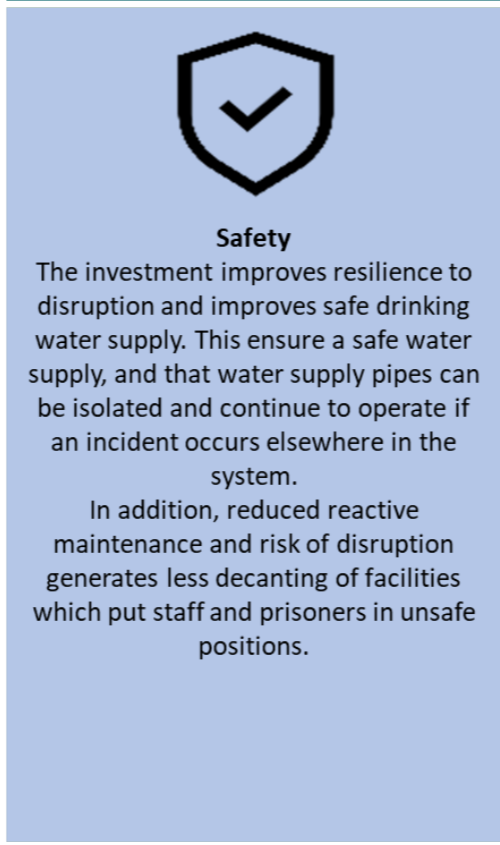 Safety
The investment improves resilience to
disruption and improves safe drinking
water supply. This ensure a safe water
supply, and that water supply pipes can
be isolated and continue to operate if
an incident occurs elsewhere in the
system.
In addition, reduced reactive
maintenance and risk of disruption
generates less decanting of facilities
which put staff and prisoners in unsafe
positions.